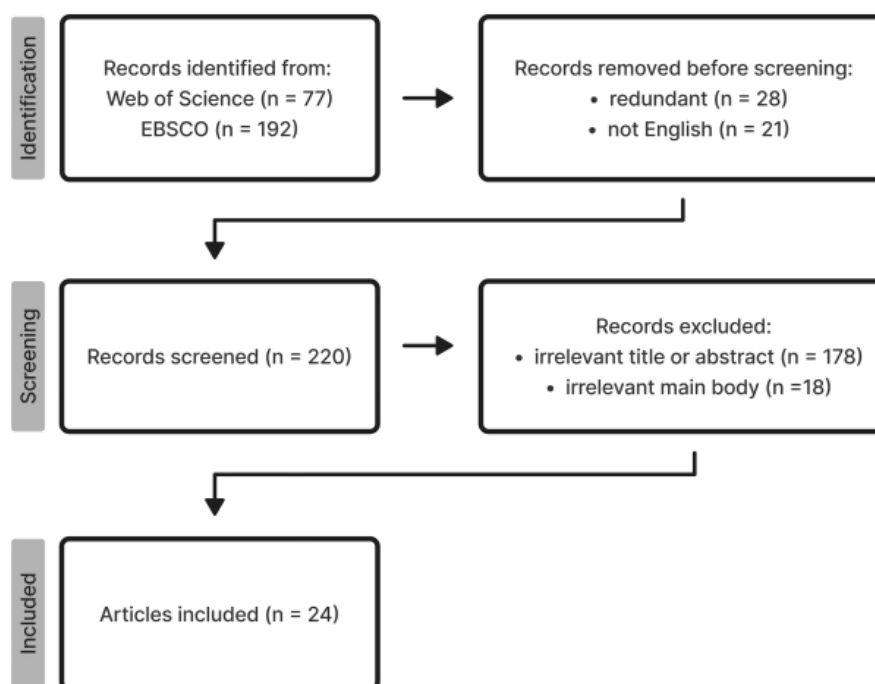 Identification
Records identified from:
Web of Science (n = 77)
EBSCO (n = 192)
Records removed before screening:
• redundant (n = 28)
• not English (n = 21)
Screening
Records screened (n = 220)
Records excluded:
• irrelevant title or abstract (n = 178)
• irrelevant main body (n =18)
Included
Articles included (n = 24)